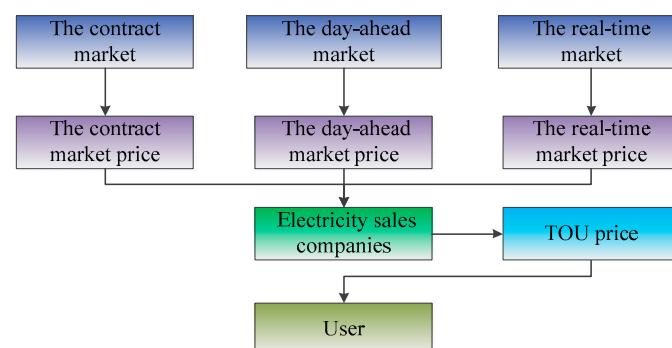 The contract
market
The day-ahead
market
The real-time
market
The contract
market price
The day-ahead
market price
The real-time
market price
Electricity sales
companies
TOU price
User